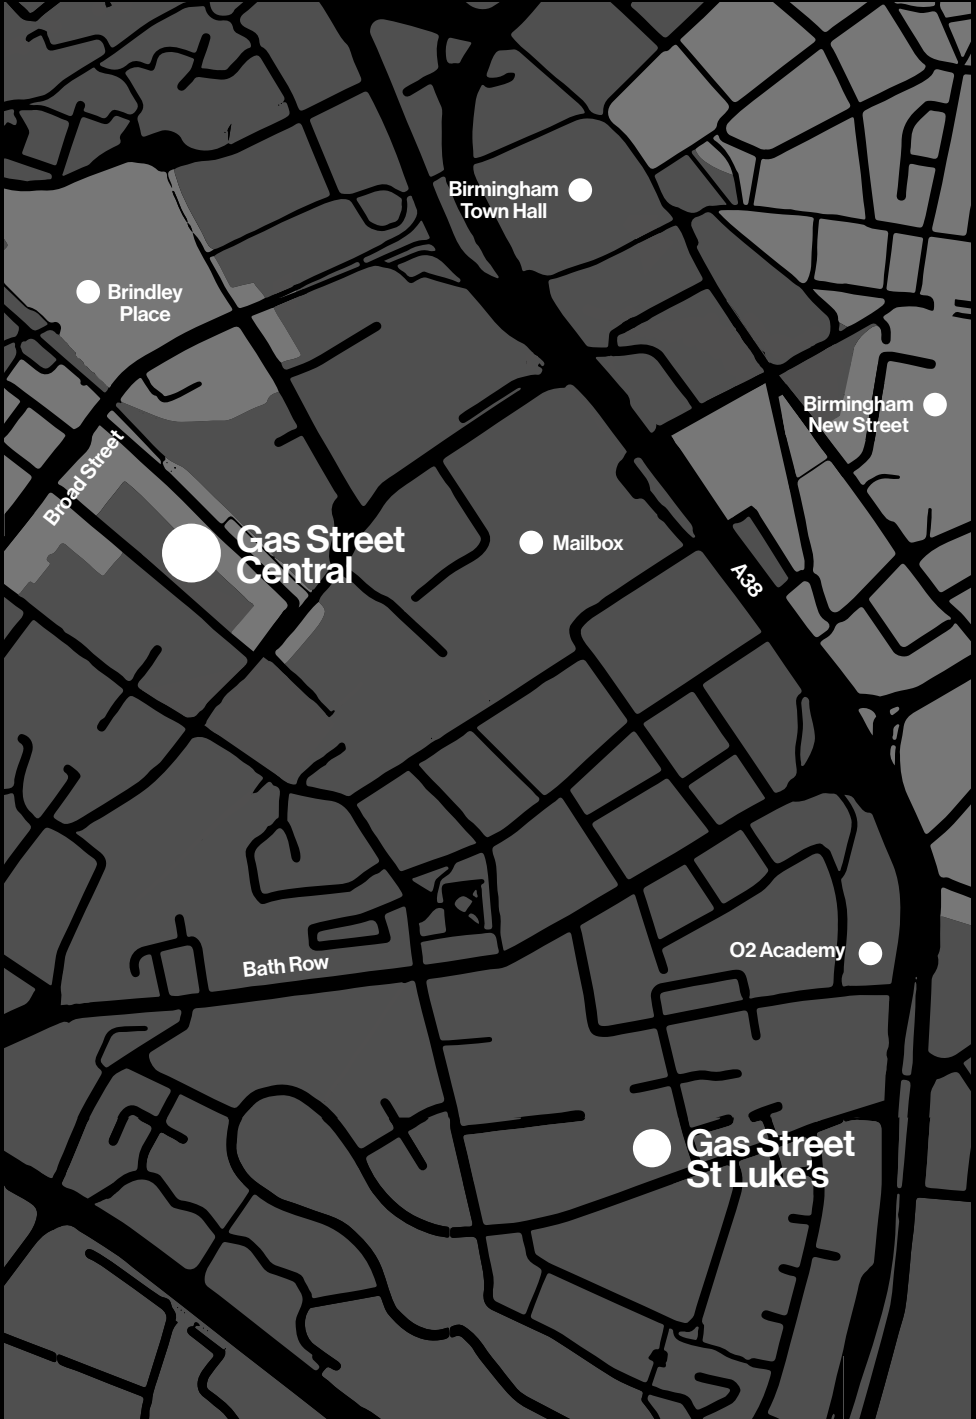 Birmingham
Town Hall
Brindley
Place
Birmingham
New Street
Broad Street
Gas Street
Central
Mailbox
A38
O2 Academy
Bath Row
Gas Street
St Luke’s